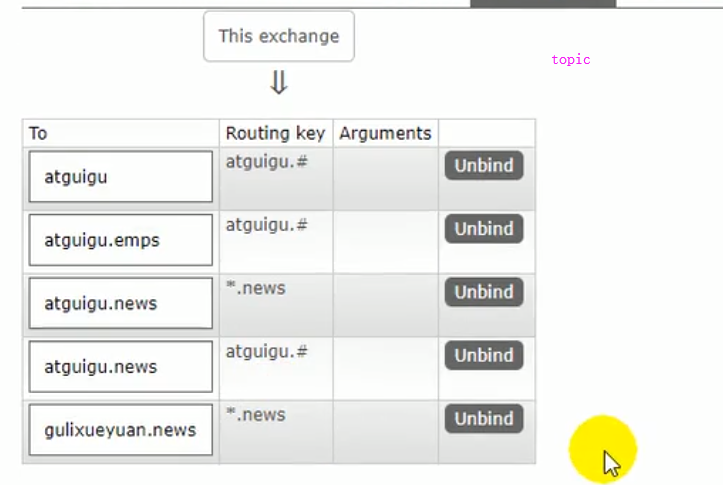 This exchange
topic
⇓
To Routing key Arguments
atguigu atguigu.# Unbind
atguigu.emps atguigu.# Unbind
atguigu.news *.news Unbind
atguigu.news atguigu.# Unbind
gulixueyuan.news *.news Unbind